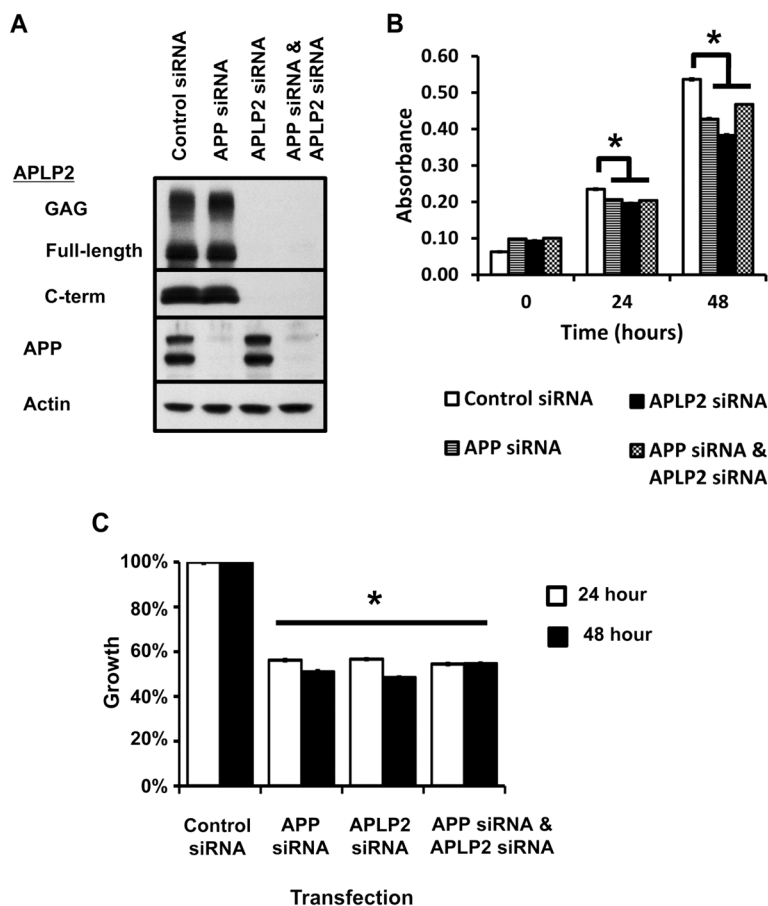 A
Control siRNA
APP siRNA
APLP2 siRNA
APP siRNA &
APLP2 siRNA
APLP2
GAG
Full-length
C-term
APP
Actin
B
0.60
0.50
0.40
0.30
0.20
0.10
0.00
Absorbance
*
*
0
24
48
Time (hours)
Control siRNA
APLP2 siRNA
APP siRNA
APP siRNA &
APLP2 siRNA
C
100%
80%
60%
40%
20%
0%
Growth
*
24 hour
48 hour
Control
siRNA
APP
siRNA
APLP2
siRNA
APP siRNA &
APLP2 siRNA
Transfection